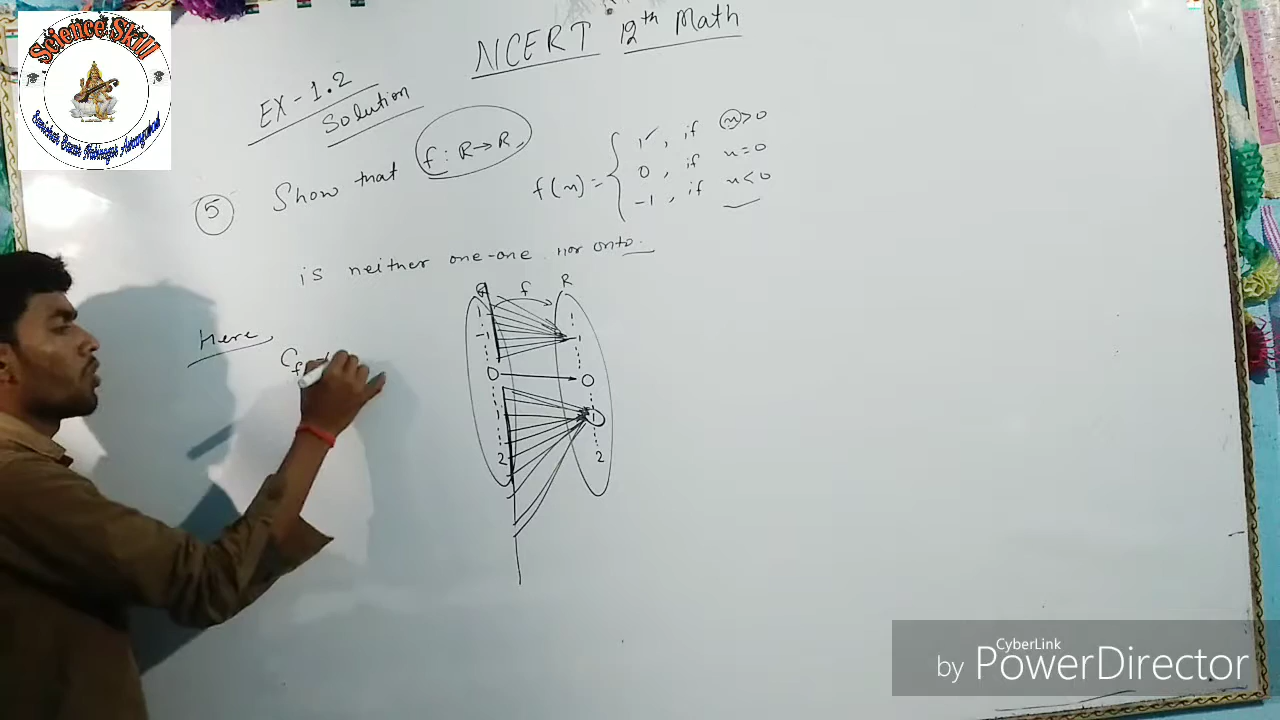 Science Skill
NCERT 12th Math
EX-1.2
Solution
5 Show that f : R→R
f(x) = { 1, if x>0
0, if x=0
-1, if x<0
is neither one-one nor onto.
Here
Cf
R f R
-1 -1
0 0
1 1
2 2
CyberLink
by PowerDirector